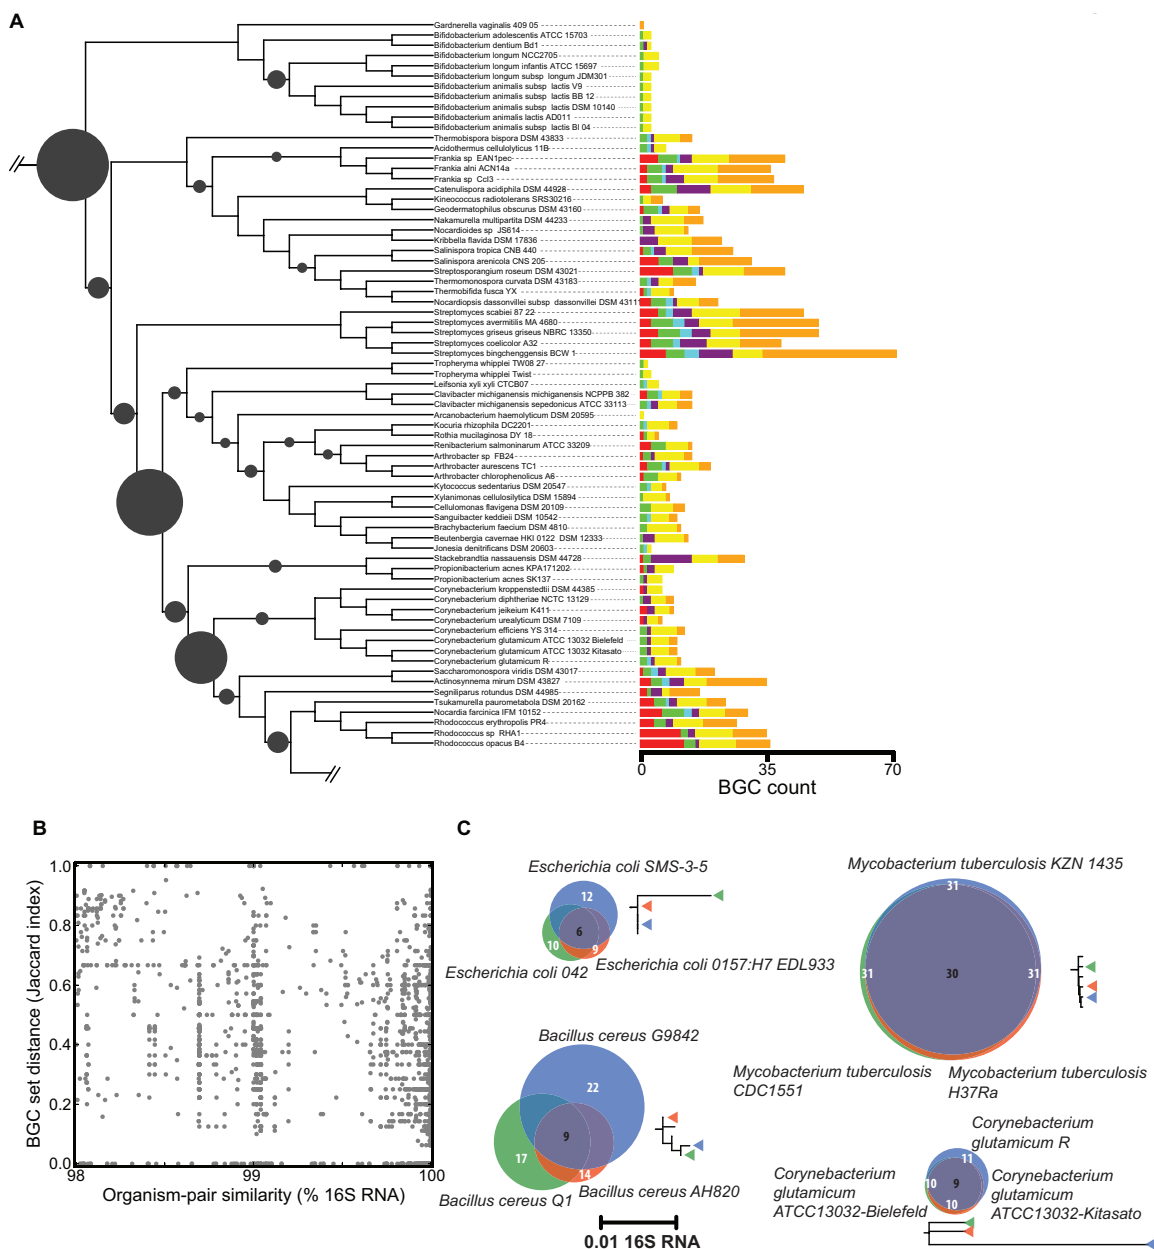 A
Gardnerella vaginalis 409 05
Bifidobacterium adolescentis ATCC 15703
Bifidobacterium dentium Bd1
Bifidobacterium longum NCC2705
Bifidobacterium longum infantis ATCC 15697
Bifidobacterium longum subsp longum JDM301
Bifidobacterium animalis subsp lactis V9
Bifidobacterium animalis subsp lactis BB 12
Bifidobacterium animalis subsp lactis DSM 10140
Bifidobacterium animalis lactis AD011
Bifidobacterium animalis subsp lactis Bl 04
Thermobispora bispora DSM 43833
Acidothermus cellulolyticus 11B
Frankia sp EAN1pec
Frankia alni ACN14a
Frankia sp CcI3
Catenulispora acidiphila DSM 44928
Kineococcus radiotolerans SRS30216
Geodermatophilus obscurus DSM 43160
Nakamurella multipartita DSM 44233
Nocardioides sp JS614
Kribbella flavida DSM 17836
Salinispora tropica CNB 440
Salinispora arenicola CNS 205
Streptosporangium roseum DSM 43021
Thermomonospora curvata DSM 43183
Thermobifida fusca YX
Nocardiopsis dassonvillei subsp dassonvillei DSM 43111
Streptomyces scabiei 87 22
Streptomyces avermitilis MA 4680
Streptomyces griseus griseus NBRC 13350
Streptomyces coelicolor A32
Streptomyces bingchenggensis BCW 1
Tropheryma whipplei TW08 27
Tropheryma whipplei Twist
Leifsonia xyli xyli CTCB07
Clavibacter michiganensis michiganensis NCPPB 382
Clavibacter michiganensis sepedonicus ATCC 33113
Arcanobacterium haemolyticum DSM 20595
Kocuria rhizophila DC2201
Rothia mucilaginosa DY 18
Renibacterium salmoninarum ATCC 33209
Arthrobacter sp FB24
Arthrobacter aurescens TC1
Arthrobacter chlorophenolicus A6
Kytococcus sedentarius DSM 20547
Xylanimonas cellulosilytica DSM 15894
Cellulomonas flavigena DSM 20109
Sanguibacter keddieii DSM 10542
Brachybacterium faecium DSM 4810
Beutenbergia cavernae HKI 0122 DSM 12333
Jonesia denitrificans DSM 20603
Stackebrandtia nassauensis DSM 44728
Propionibacterium acnes KPA171202
Propionibacterium acnes SK137
Corynebacterium kroppenstedtii DSM 44385
Corynebacterium diphtheriae NCTC 13129
Corynebacterium jeikeium K411
Corynebacterium urealyticum DSM 7109
Corynebacterium efficiens YS 314
Corynebacterium glutamicum ATCC 13032 Bielefeld
Corynebacterium glutamicum ATCC 13032 Kitasato
Corynebacterium glutamicum R
Saccharomonospora viridis DSM 43017
Actinosynnema mirum DSM 43827
Segniliparus rotundus DSM 44985
Tsukamurella paurometabola DSM 20162
Nocardia farcinica IFM 10152
Rhodococcus erythropolis PR4
Rhodococcus sp RHA1
Rhodococcus opacus B4
0 35 70
BGC count
B
BGC set distance (Jaccard index)
1.0
0.8
0.6
0.4
0.2
0.0
98 99 100
Organism-pair similarity (% 16S RNA)
C
Escherichia coli SMS-3-5
12
6
10
9
Escherichia coli 042
Escherichia coli 0157:H7 EDL933
Mycobacterium tuberculosis KZN 1435
31
31
30
31
Mycobacterium tuberculosis
CDC1551
Mycobacterium tuberculosis
H37Ra
Bacillus cereus G9842
22
9
17
14
Bacillus cereus Q1
Bacillus cereus AH820
0.01 16S RNA
Corynebacterium
glutamicum R
11
10
9
10
Corynebacterium
glutamicum
ATCC13032-Bielefeld
Corynebacterium
glutamicum
ATCC13032-Kitasato